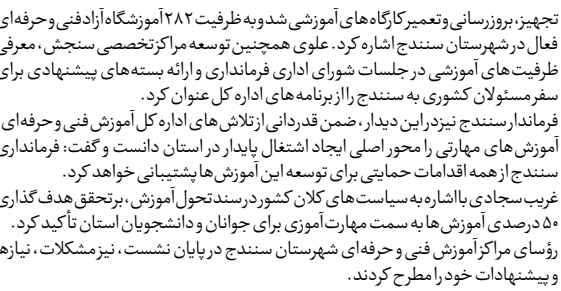 تجهیز، بروزرسانی و تعمیر کارگاه های آموزشی شد و به ظرفیت ۲۸۲ آموزشگاه آزاد فنی و حرفه ای
فعال در شهرستان سنندج اشاره کرد. علوی همچنین توسعه مراکز تخصصی سنجش، معرفی
ظرفیت های آموزشی در جلسات شورای اداری فرمانداری و ارائه بسته های پیشنهادی برای
سفر مسئولان کشوری به سنندج را از برنامه های اداره کل عنوان کرد.
فرماندار سنندج نیز در این دیدار، ضمن قدردانی از تلاش های اداره کل آموزش فنی و حرفه ای
آموزش های مهارتی را محور اصلی ایجاد اشتغال پایدار در استان دانست و گفت: فرمانداری
سنندج از همه اقدامات حمایتی برای توسعه این آموزش ها پشتیبانی خواهد کرد.
غریب سجادی با اشاره به سیاست های کلان کشور در سند تحول آموزش، بر تحقق هدف گذاری
۵۰ درصدی آموزش ها به سمت مهارت آموزی برای جوانان و دانشجویان استان تأکید کرد.
رؤسای مراکز آموزش فنی و حرفه ای شهرستان سنندج در پایان نشست، نیز مشکلات، نیازها
و پیشنهادات خود را مطرح کردند.